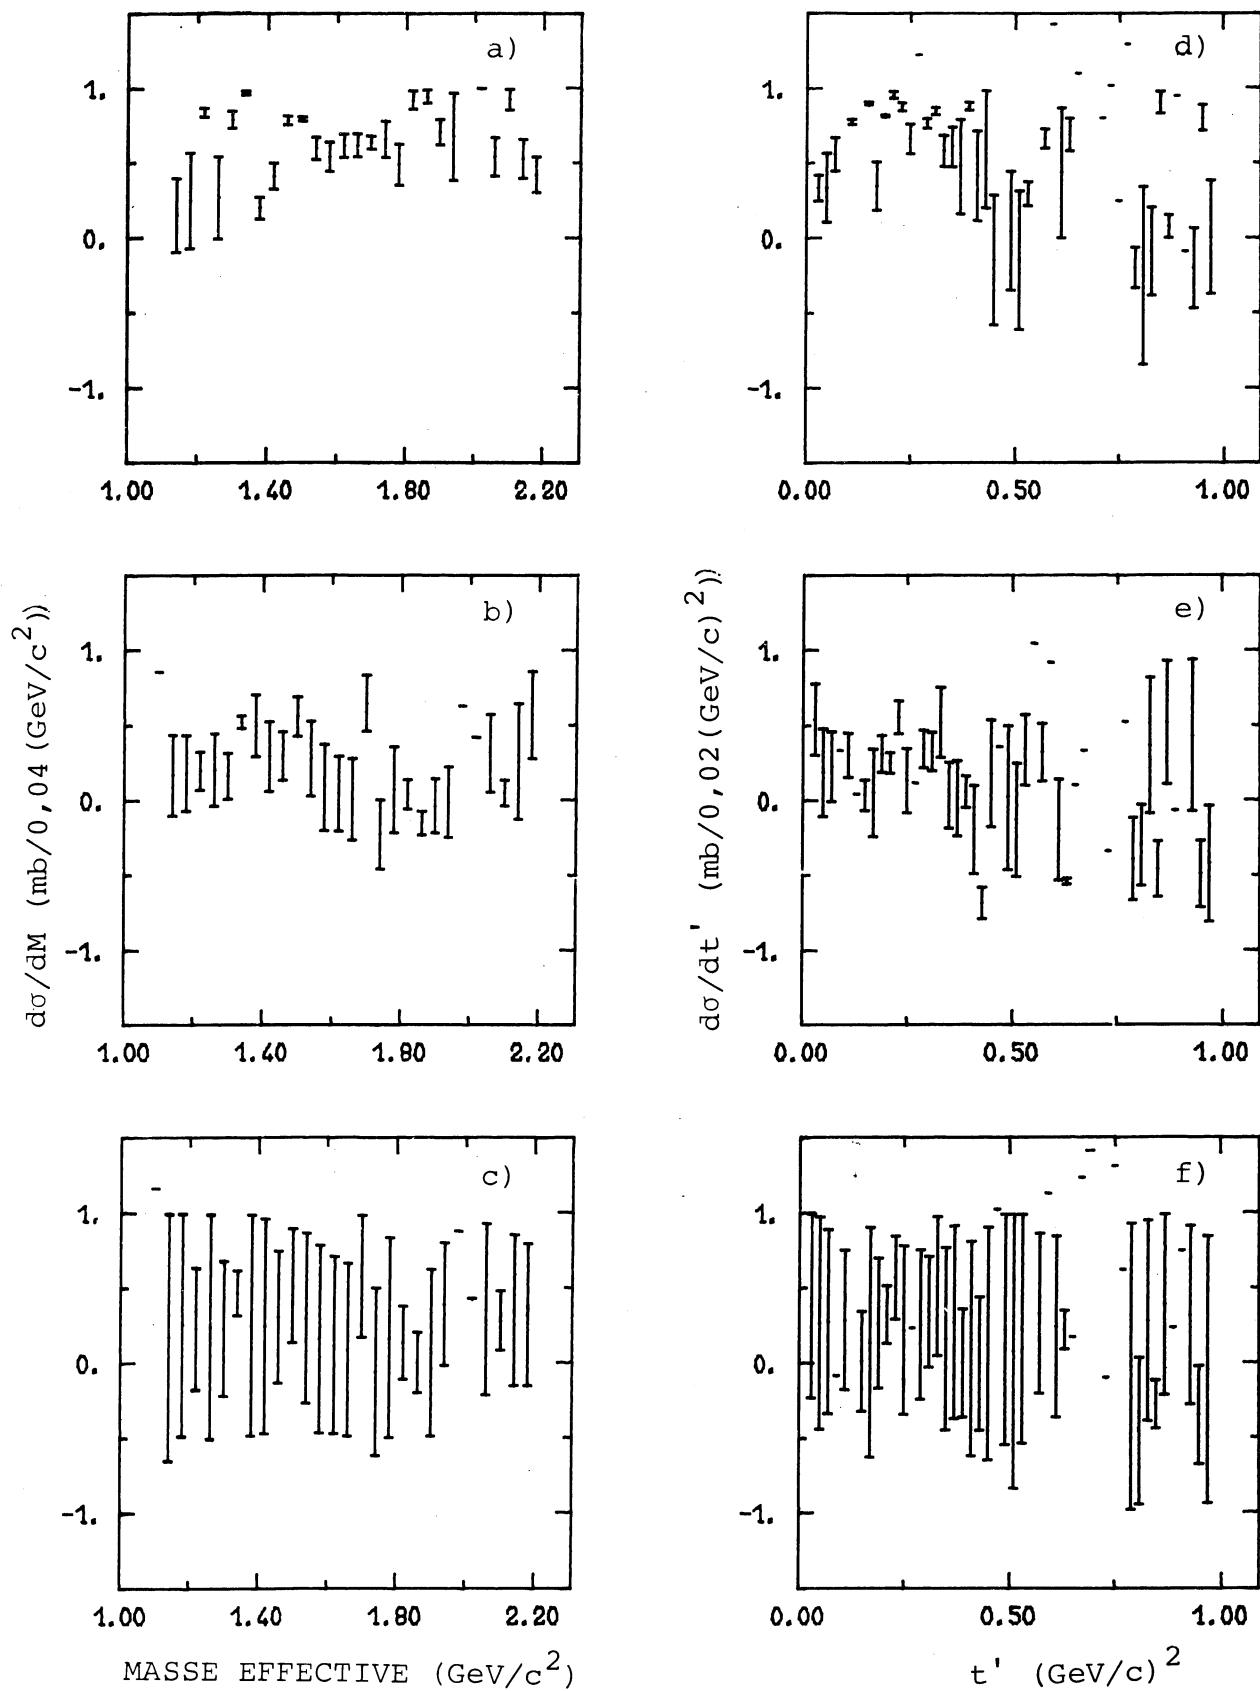 a)
1.
0.
-1.
1.00 1.40 1.80 2.20
d)
1.
0.
-1.
0.00 0.50 1.00
dσ/dM (mb/0,04 (GeV/c²))
b)
1.
0.
-1.
1.00 1.40 1.80 2.20
dσ/dt' (mb/0,02 (GeV/c)²))
e)
1.
0.
-1.
0.00 0.50 1.00
c)
1.
0.
-1.
1.00 1.40 1.80 2.20
MASSE EFFECTIVE (GeV/c²)
f)
1.
0.
-1.
0.00 0.50 1.00
t' (GeV/c)²